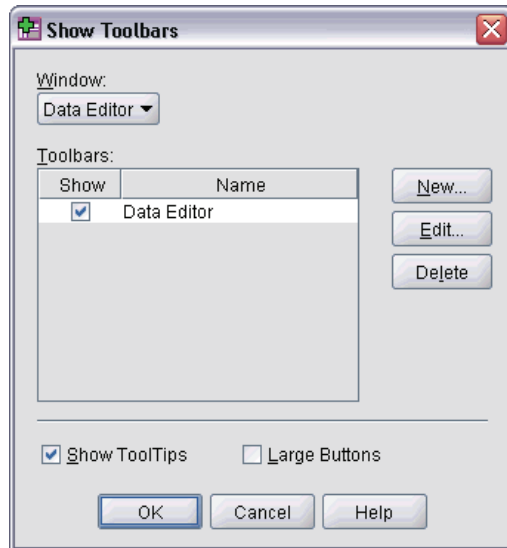 Show Toolbars
Window:
Data Editor
Toolbars:
Show Name
Data Editor
New...
Edit...
Delete
Show ToolTips Large Buttons
OK Cancel Help